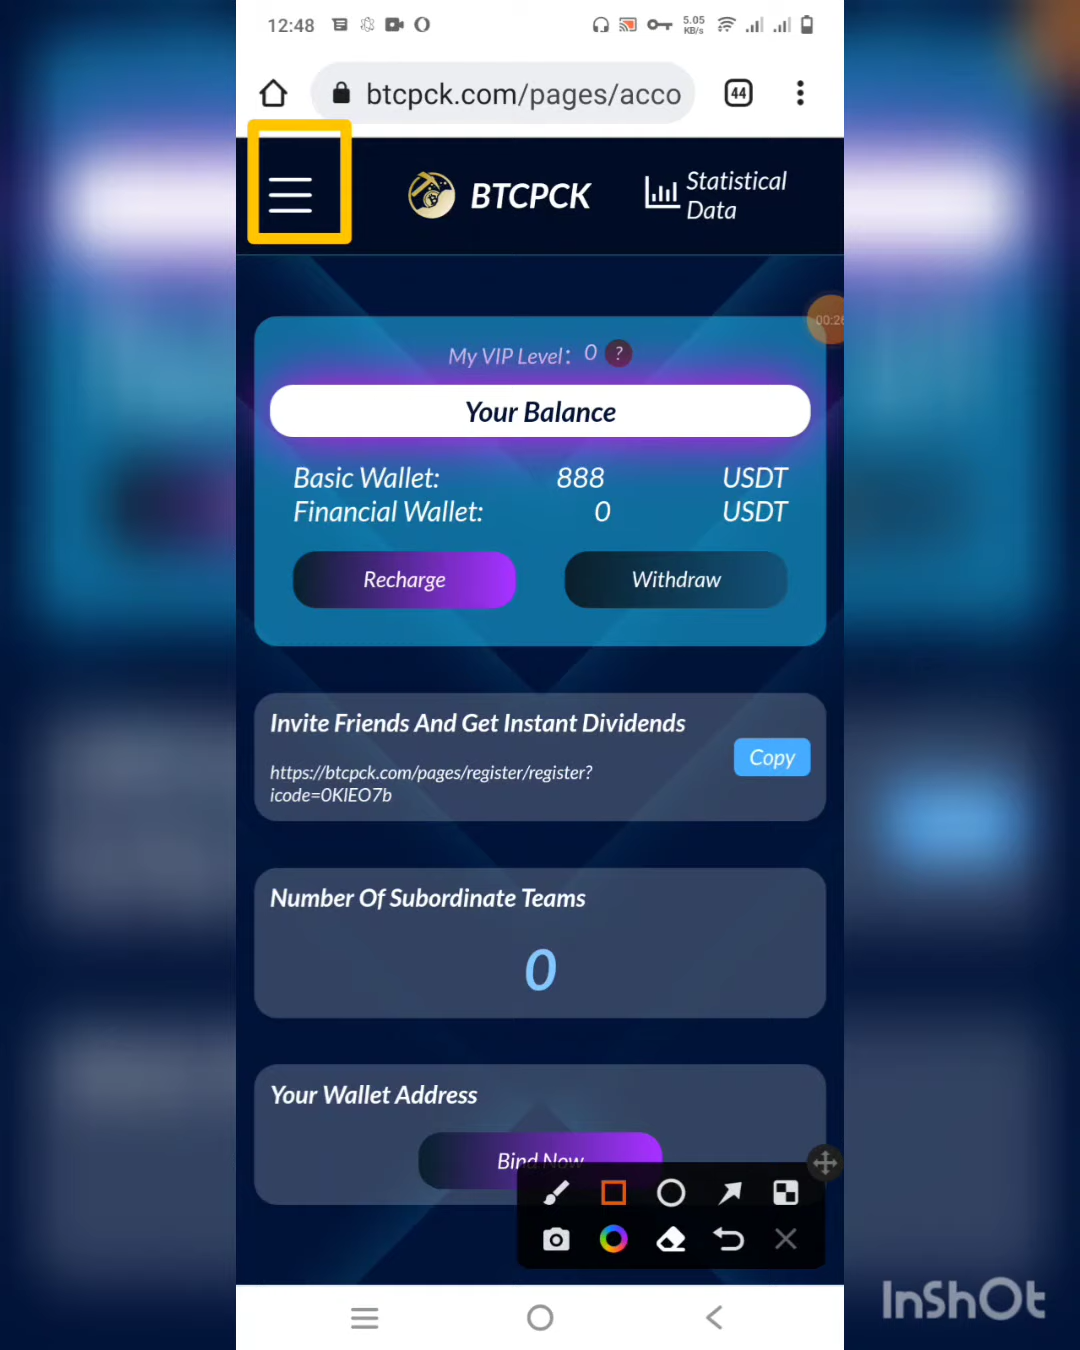 12:48
5.05
KB/s
btcpck.com/pages/acco
44
BTCPCK
Statistical
Data
00:26
My VIP Level: 0 ?
Your Balance
Basic Wallet: 888 USDT
Financial Wallet: 0 USDT
Recharge
Withdraw
Invite Friends And Get Instant Dividends
https://btcpck.com/pages/register/register?
icode=0KIEO7b
Copy
Number Of Subordinate Teams
0
Your Wallet Address
Bind Now
InShOt